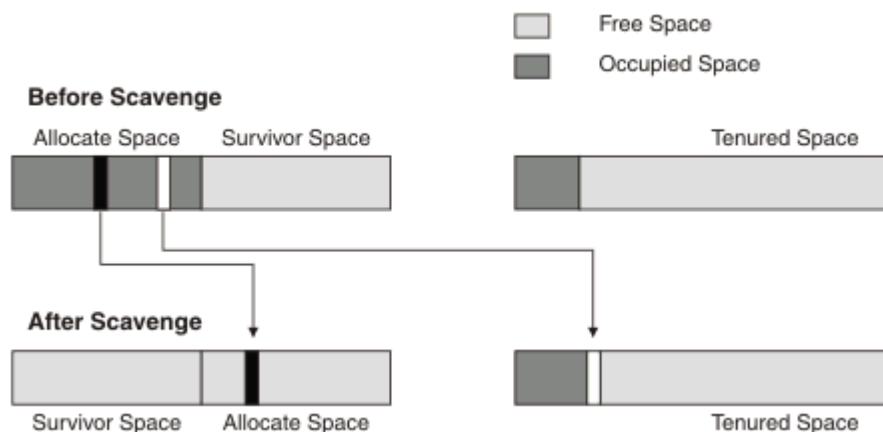 Free Space
Occupied Space
Before Scavenge
Allocate Space Survivor Space Tenured Space
After Scavenge
Survivor Space Allocate Space Tenured Space